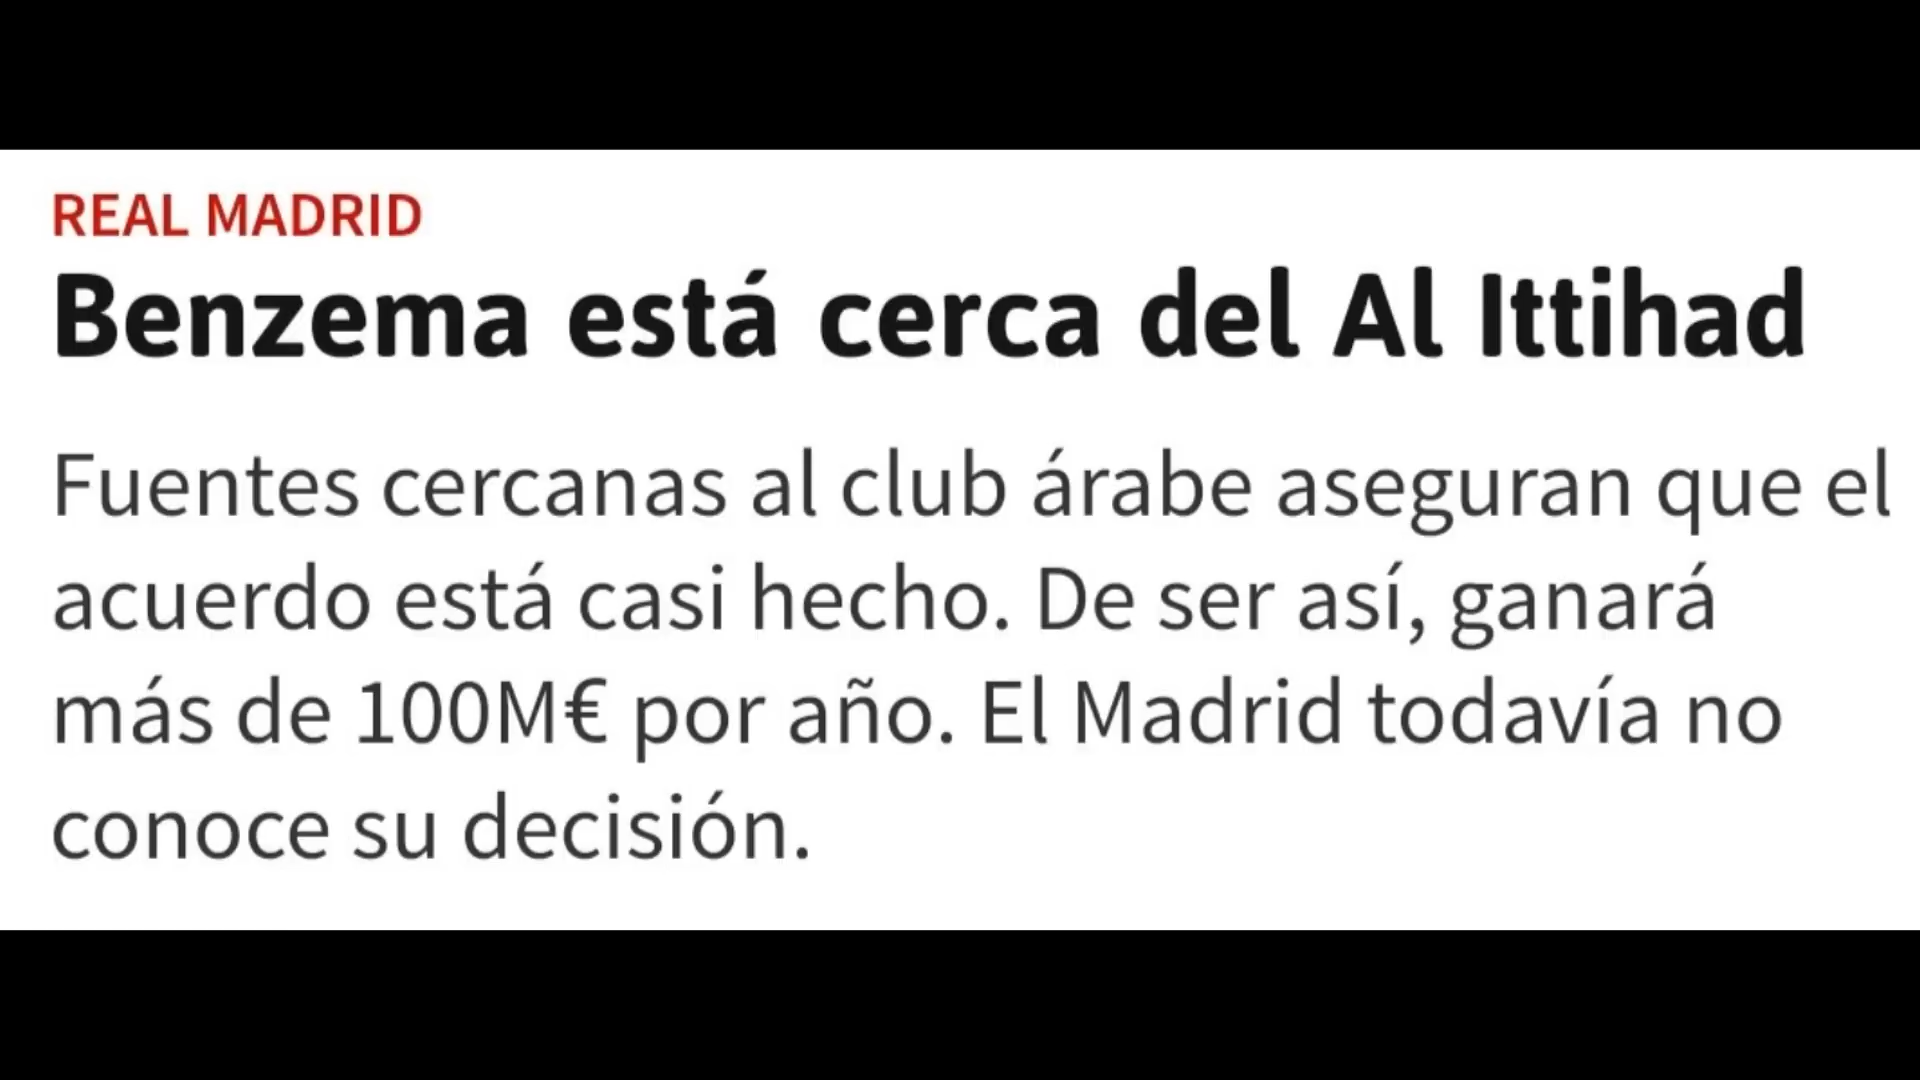 REAL MADRID
Benzema está cerca del Al Ittihad
Fuentes cercanas al club árabe aseguran que el
acuerdo está casi hecho. De ser así, ganará
más de 100M€ por año. El Madrid todavía no
conoce su decisión.